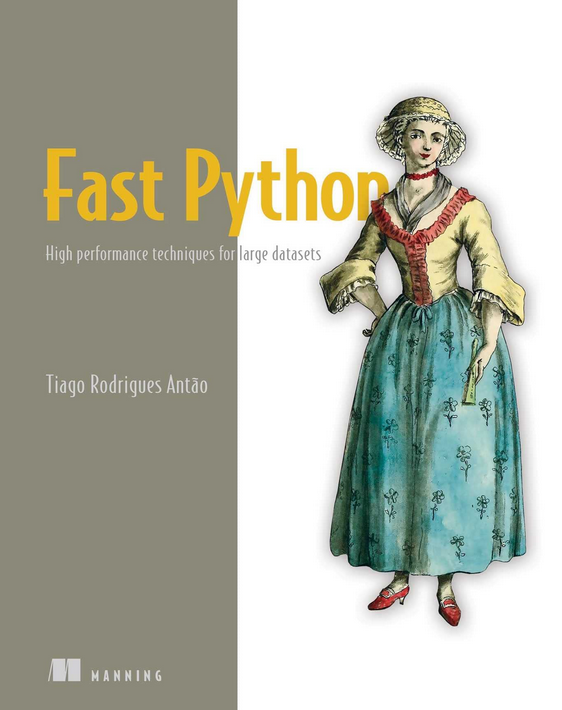 Fast Python
High performance techniques for large datasets
Tiago Rodrigues Antão
MANNING